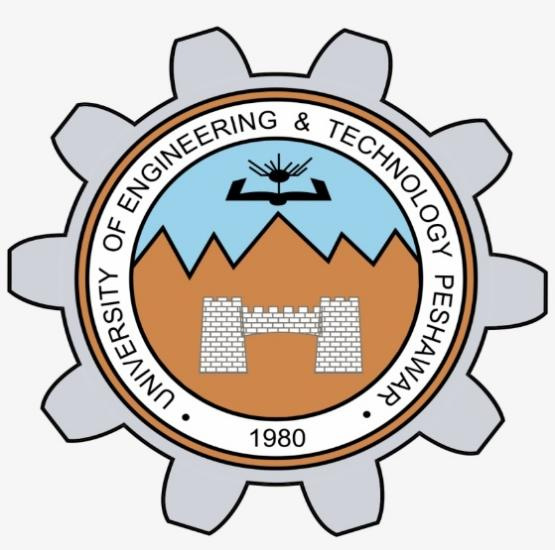 UNIVERSITY OF ENGINEERING & TECHNOLOGY PESHAWAR
1980